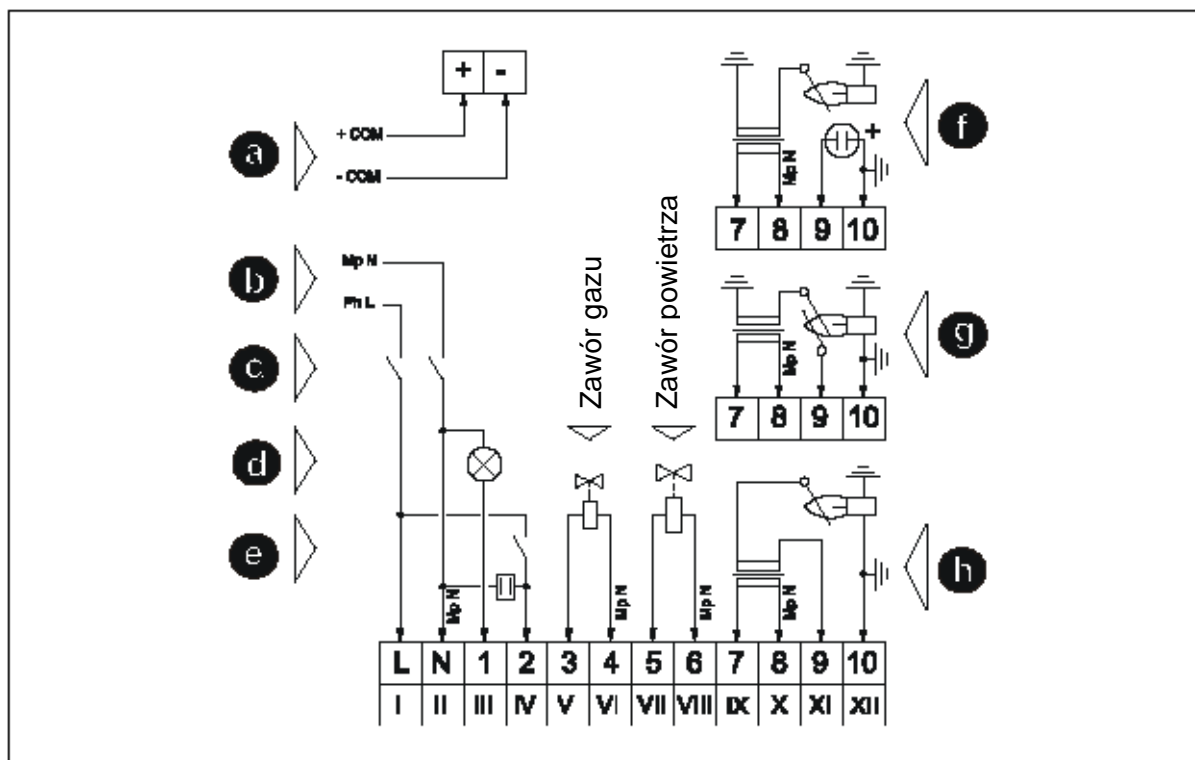 + -
a
+ COM
- COM
b
Mp N
Ph L
c
d
e
Mp N
Zawór gazu
Zawór powietrza
Mp N
Mp N
L N 1 2 3 4 5 6 7 8 9 10
I II III IV V VI VII VIII IX X XI XII
+
Mp N
f
7 8 9 10
Mp N
g
7 8 9 10
Mp N
h